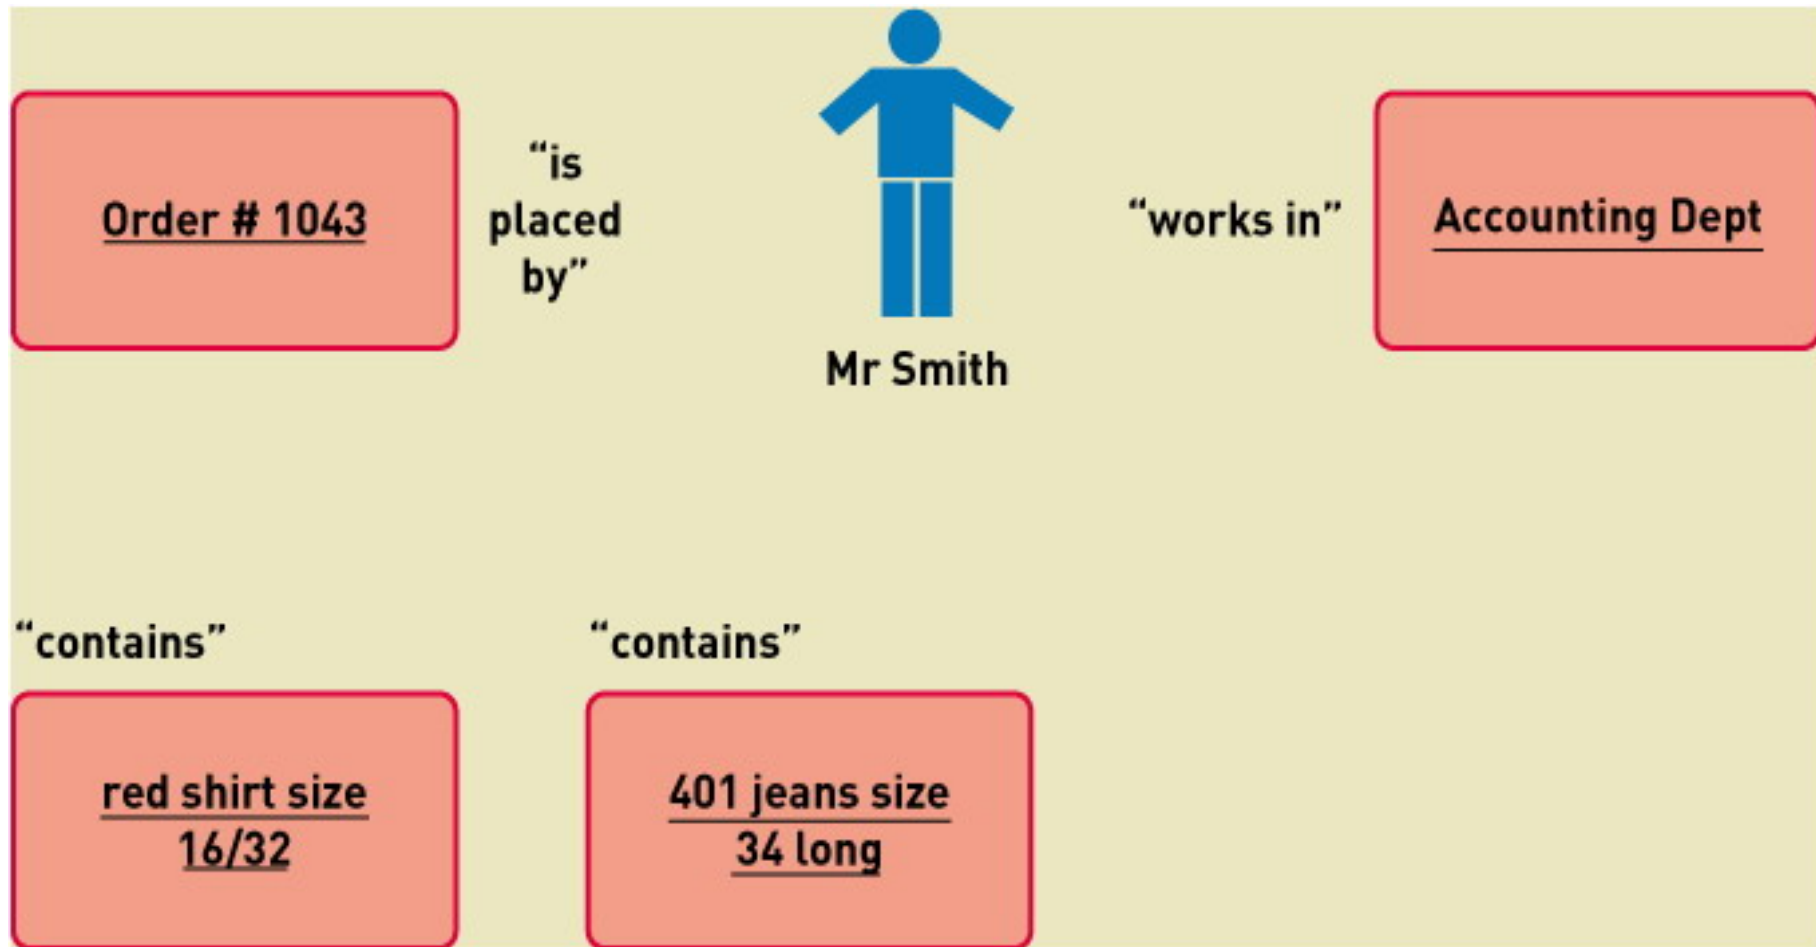 Order # 1043
“is
placed
by”
Mr Smith
“works in”
Accounting Dept
“contains”
“contains”
red shirt size
16/32
401 jeans size
34 long